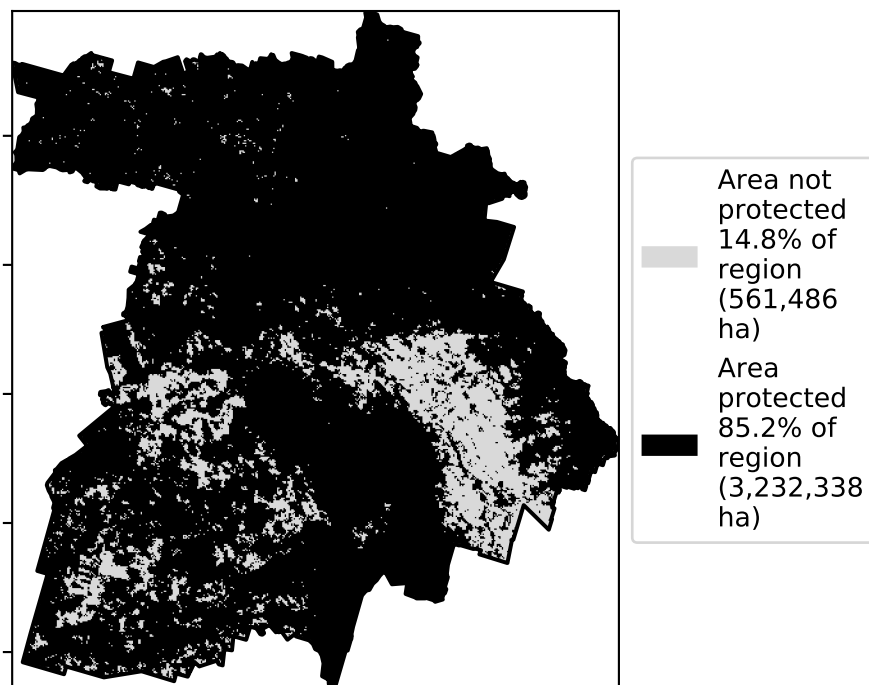 Area not
protected
14.8% of
region
(561,486
ha)
Area
protected
85.2% of
region
(3,232,338
ha)